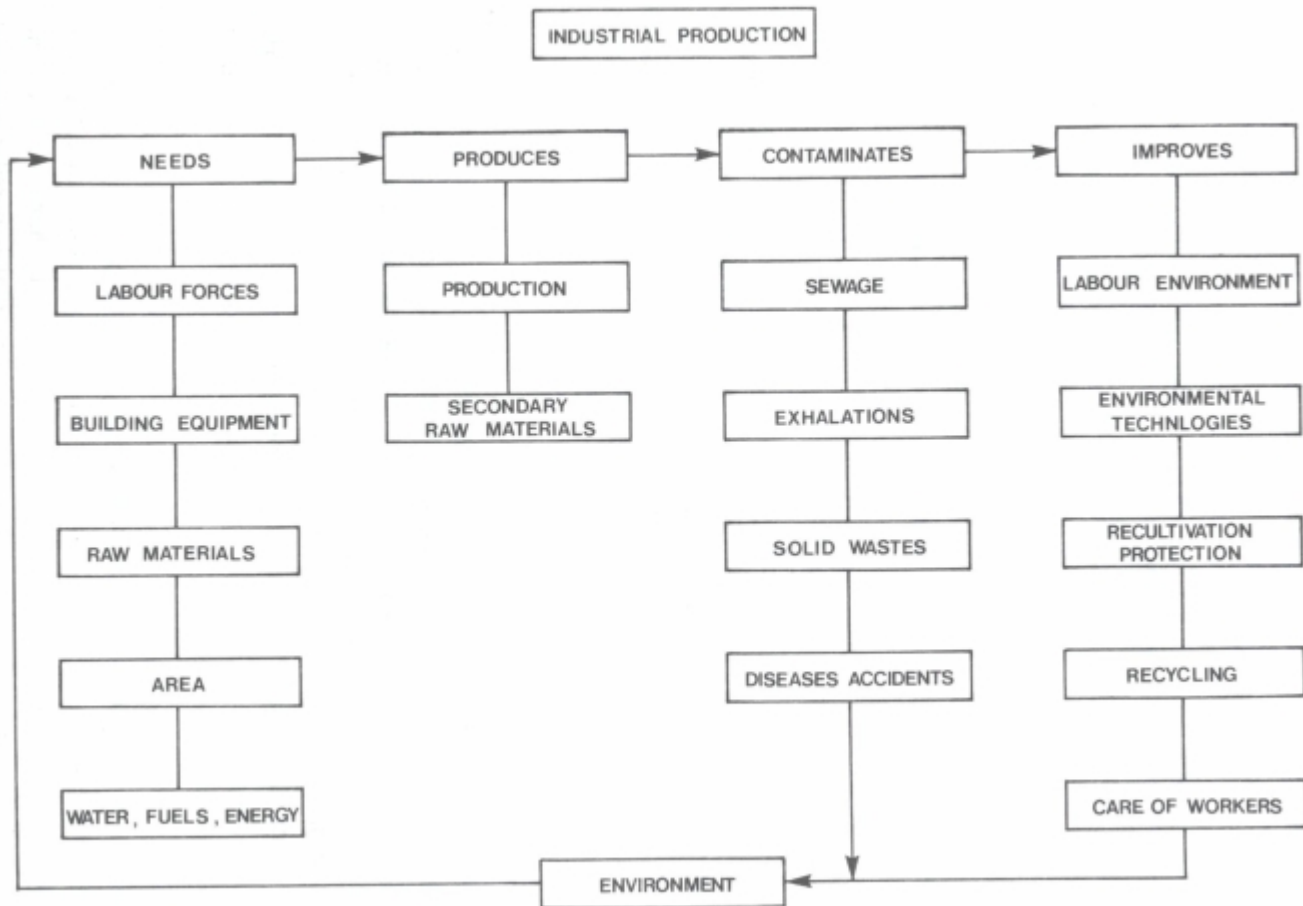 INDUSTRIAL PRODUCTION
NEEDS
LABOUR FORCES
BUILDING EQUIPMENT
RAW MATERIALS
AREA
WATER, FUELS, ENERGY
PRODUCES
PRODUCTION
SECONDARY
RAW MATERIALS
CONTAMINATES
SEWAGE
EXHALATIONS
SOLID WASTES
DISEASES ACCIDENTS
IMPROVES
LABOUR ENVIRONMENT
ENVIRONMENTAL
TECHNLOGIES
RECULTIVATION
PROTECTION
RECYCLING
CARE OF WORKERS
ENVIRONMENT